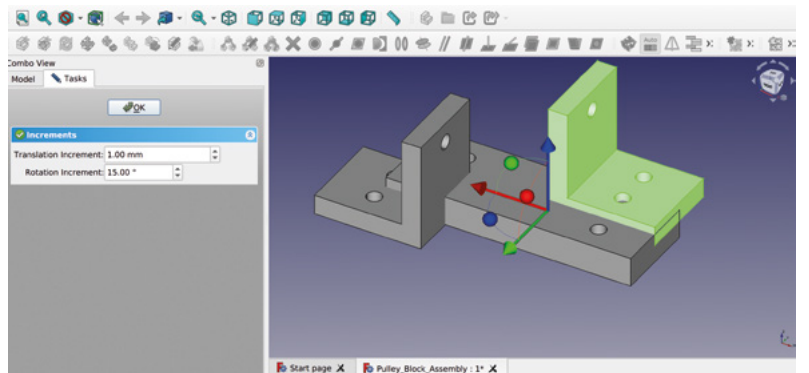 Auto
Combo View
Model
Tasks
OK
Increments
Translation Increment: 1.00 mm
Rotation Increment: 15.00 °
Start page
Pulley_Block_Assembly : 1*